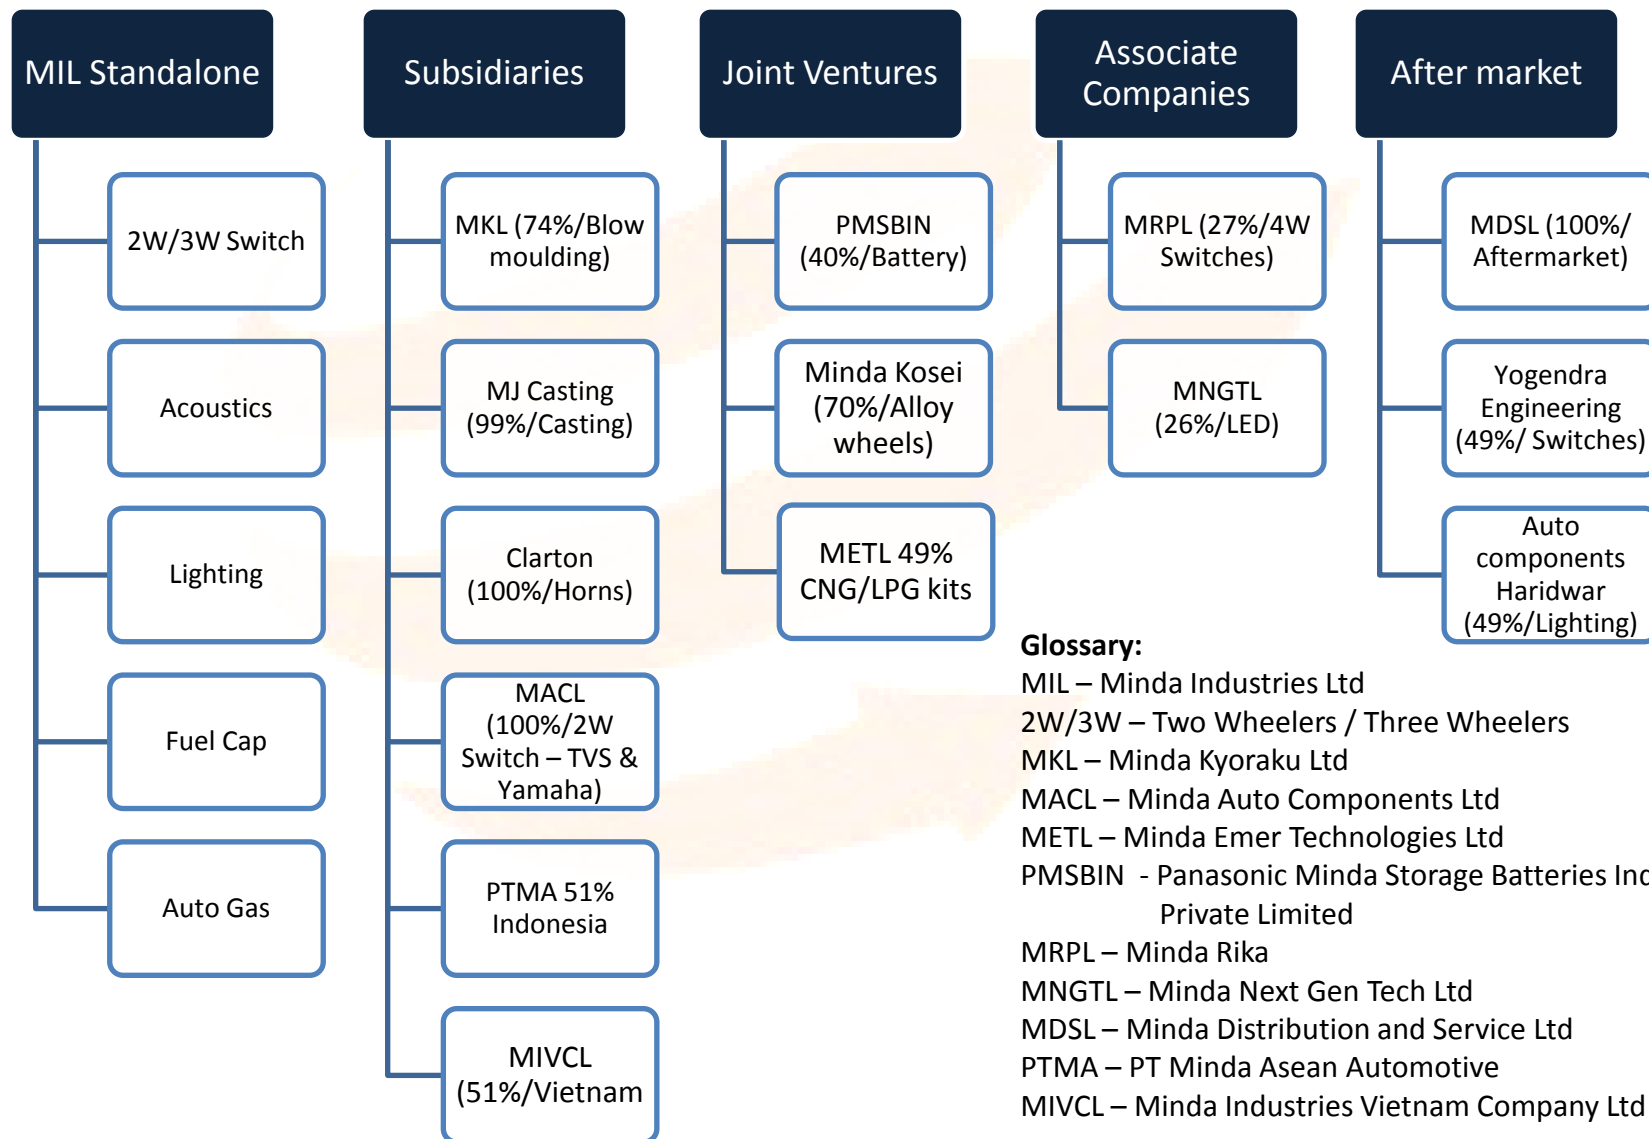 MIL Standalone
2W/3W Switch
Acoustics
Lighting
Fuel Cap
Auto Gas
Subsidiaries
MKL (74%/Blow
moulding)
MJ Casting
(99%/Casting)
Clarton
(100%/Horns)
MACL
(100%/2W
Switch – TVS &
Yamaha)
PTMA 51%
Indonesia
MIVCL
(51%/Vietnam
Joint Ventures
PMSBIN
(40%/Battery)
Minda Kosei
(70%/Alloy
wheels)
METL 49%
CNG/LPG kits
Associate
Companies
MRPL (27%/4W
Switches)
MNGTL
(26%/LED)
After market
MDSL (100%/
Aftermarket)
Yogendra
Engineering
(49%/ Switches)
Auto
components
Haridwar
(49%/Lighting)
Glossary:
MIL – Minda Industries Ltd
2W/3W – Two Wheelers / Three Wheelers
MKL – Minda Kyoraku Ltd
MACL – Minda Auto Components Ltd
METL – Minda Emer Technologies Ltd
PMSBIN - Panasonic Minda Storage Batteries Ind
Private Limited
MRPL – Minda Rika
MNGTL – Minda Next Gen Tech Ltd
MDSL – Minda Distribution and Service Ltd
PTMA – PT Minda Asean Automotive
MIVCL – Minda Industries Vietnam Company Ltd